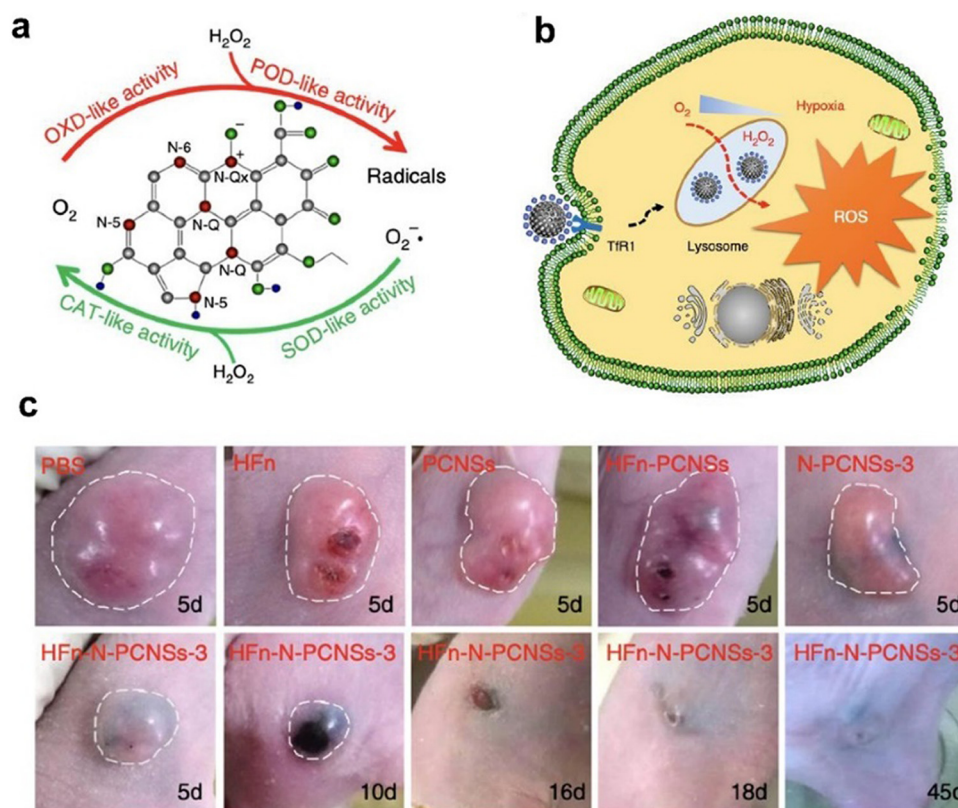 a
H₂O₂
OXD-like activity
POD-like activity
N-6
−
+
N-Qx
Radicals
O₂
N-5
N-Q
N-Q
O₂⁻•
N-5
CAT-like activity
SOD-like activity
H₂O₂
b
O₂
Hypoxia
H₂O₂
ROS
TfR1
Lysosome
c
PBS
5d
HFn
5d
PCNSs
5d
HFn-PCNSs
5d
N-PCNSs-3
5d
HFn-N-PCNSs-3
5d
HFn-N-PCNSs-3
10d
HFn-N-PCNSs-3
16d
HFn-N-PCNSs-3
18d
HFn-N-PCNSs-3
45d